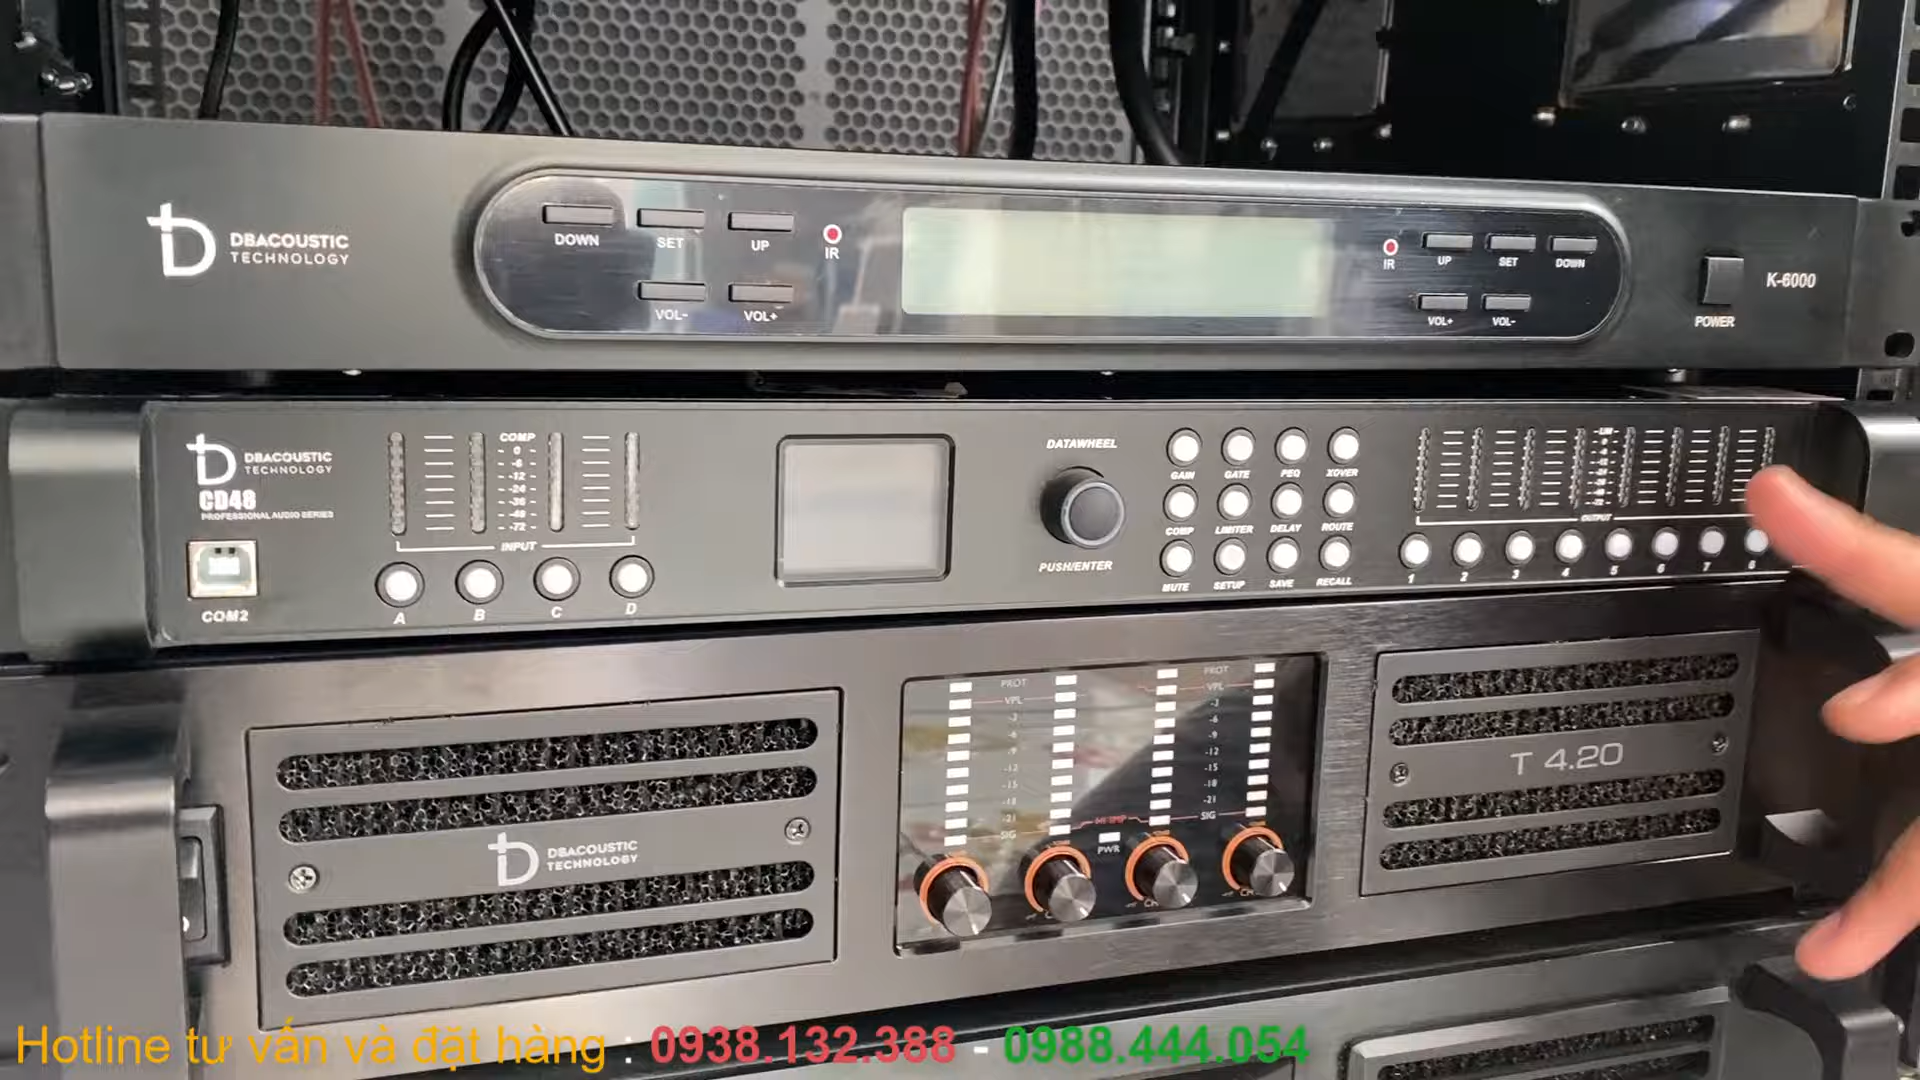 DBACOUSTIC
TECHNOLOGY
DOWN
SET
UP
IR
VOL-
VOL+
IR
UP
SET
DOWN
VOL+
VOL-
POWER
K-6000
DBACOUSTIC
TECHNOLOGY
CD48
PROFESSIONAL AUDIO SERIES
COM2
COMP
0
-6
-12
-24
-36
-48
-72
INPUT
A
B
C
D
DATAWHEEL
PUSH/ENTER
GAIN
GATE
PEQ
XOVER
COMP
LIMITER
DELAY
ROUTE
MUTE
SETUP
SAVE
RECALL
OUTPUT
1
2
3
4
5
6
7
8
DBACOUSTIC
TECHNOLOGY
PROT
VPL
-3
-6
-9
-12
-15
-18
-21
SIG
PWR
PROT
VPL
-3
-6
-9
-12
-15
-18
-21
SIG
T 4.20
Hotline tư vấn và đặt hàng : 0938.132.388 - 0988.444.054